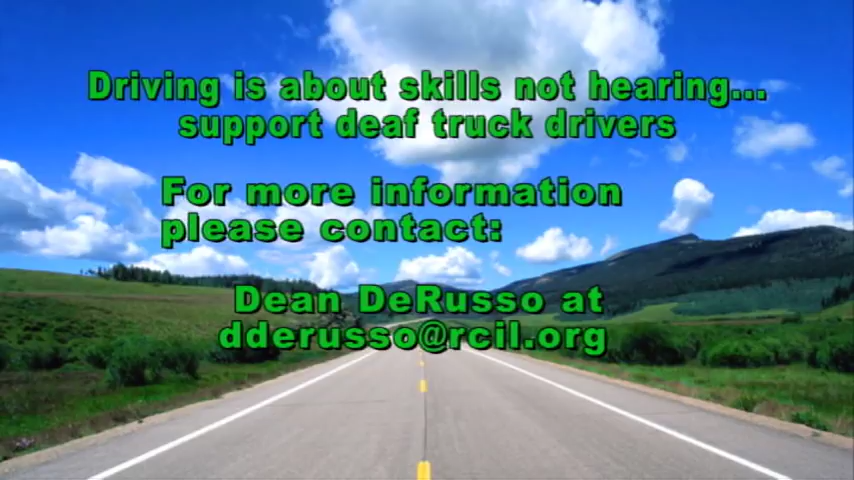 Driving is about skills not hearing...
support deaf truck drivers
For more information
please contact:
Dean DeRusso at
dderusso@rcil.org